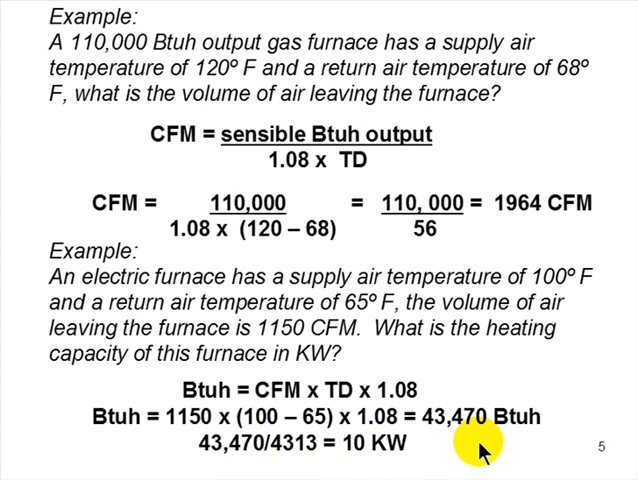 Example:
A 110,000 Btuh output gas furnace has a supply air
temperature of 120º F and a return air temperature of 68º
F, what is the volume of air leaving the furnace?
CFM = sensible Btuh output
1.08 x TD
CFM = 110,000 = 110, 000 = 1964 CFM
1.08 x (120 – 68) 56
Example:
An electric furnace has a supply air temperature of 100º F
and a return air temperature of 65º F, the volume of air
leaving the furnace is 1150 CFM. What is the heating
capacity of this furnace in KW?
Btuh = CFM x TD x 1.08
Btuh = 1150 x (100 – 65) x 1.08 = 43,470 Btuh
43,470/4313 = 10 KW
5